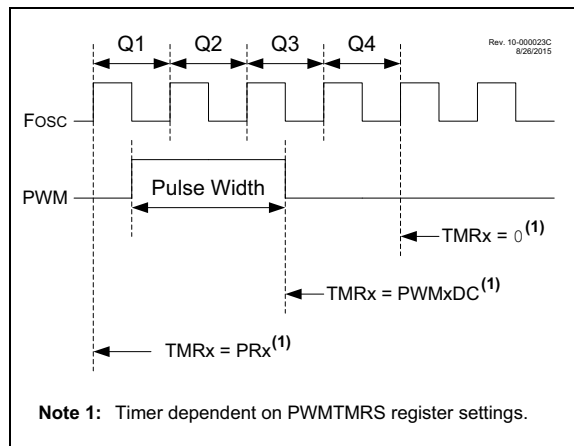 Rev. 10-000023C
8/26/2015
Q1 Q2 Q3 Q4
FOSC
PWM
Pulse Width
TMRx = 0(1)
TMRx = PWMxDC(1)
TMRx = PRx(1)
Note 1: Timer dependent on PWMTMRS register settings.